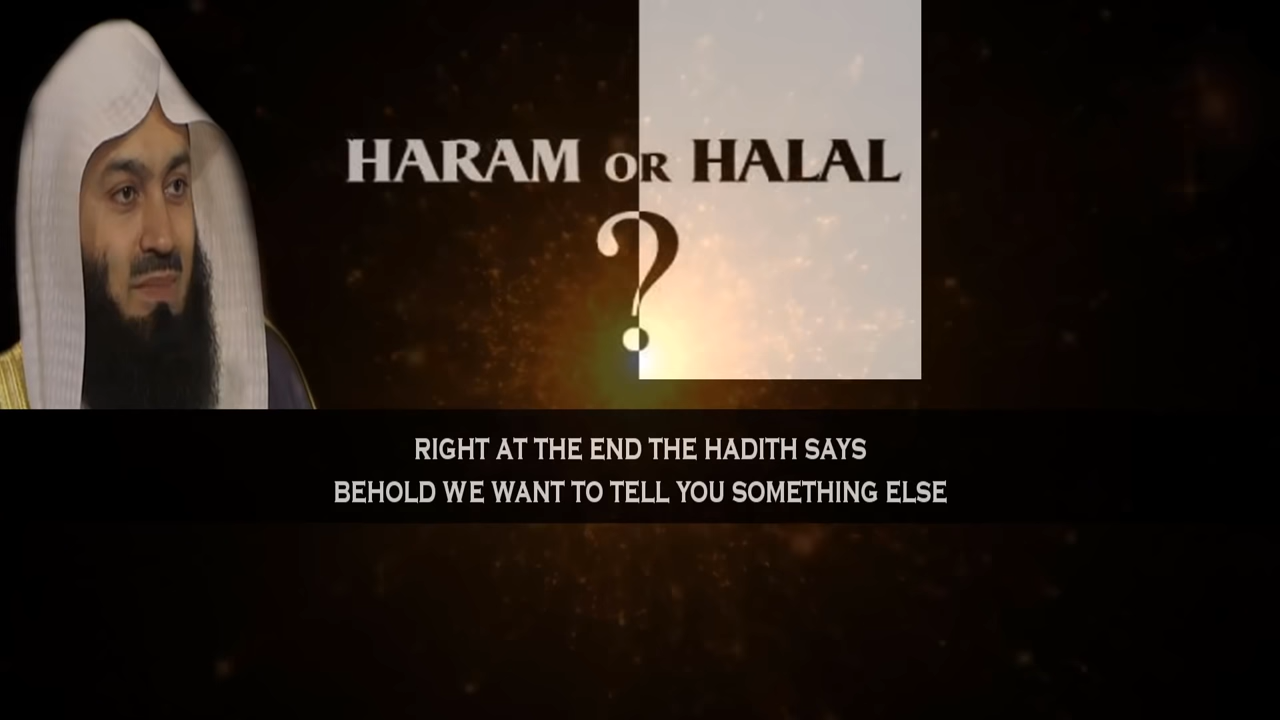 HARAM OR HALAL
?
RIGHT AT THE END THE HADITH SAYS
BEHOLD WE WANT TO TELL YOU SOMETHING ELSE